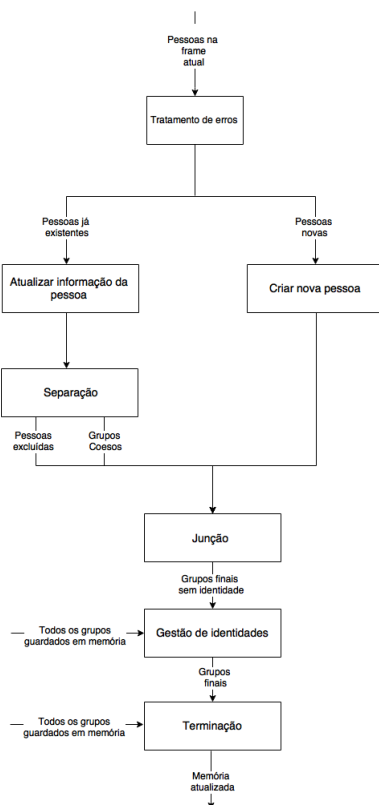 Pessoas na
frame
atual
Tratamento de erros
Pessoas já
existentes
Pessoas
novas
Atualizar informação da
pessoa
Criar nova pessoa
Separação
Pessoas
excluídas
Grupos
Coesos
Junção
Grupos finais
sem identidade
Todos os grupos
guardados em memória
Gestão de identidades
Grupos
finais
Todos os grupos
guardados em memória
Terminação
Memória
atualizada